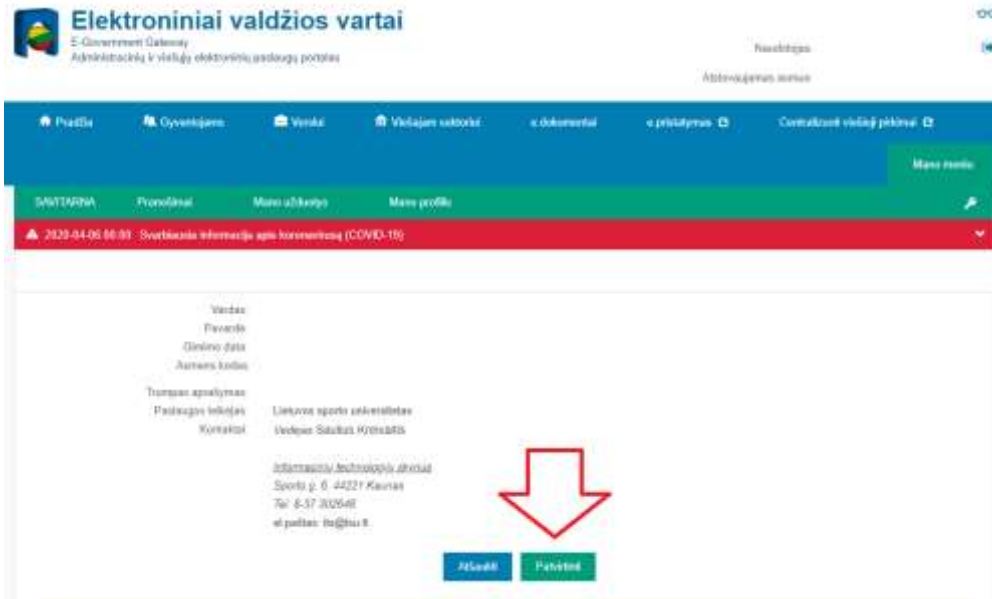 Elektroniniai valdžios vartai
E-Government Gateway
Administracinių ir viešųjų elektroninių paslaugų portalas
Naudotojas
Atstovaujamas asmuo
Pradžia Gyventojams Verslui Viešajam sektoriui e.dokumentai e.pristatymas Centralizuoti viešieji pirkimai
Mano meniu
SAVITARNA Pranešimai Mano užduotys Mano profilis
2020-04-06 00:00 Svarbiausia informacija apie koronavirusą (COVID-19)
Vardas
Pavardė
Gimimo data
Asmens kodas
Trumpas aprašymas
Paslaugos teikėjas Lietuvos sporto universitetas
Kontaktai Vedėjas Saulius
Informacinių technologijų skyrius
Sporto g. 6, 44221 Kaunas
Tel. 8-37 302646
el.paštas: its@lsu.lt
Atšaukti Patvirtinti